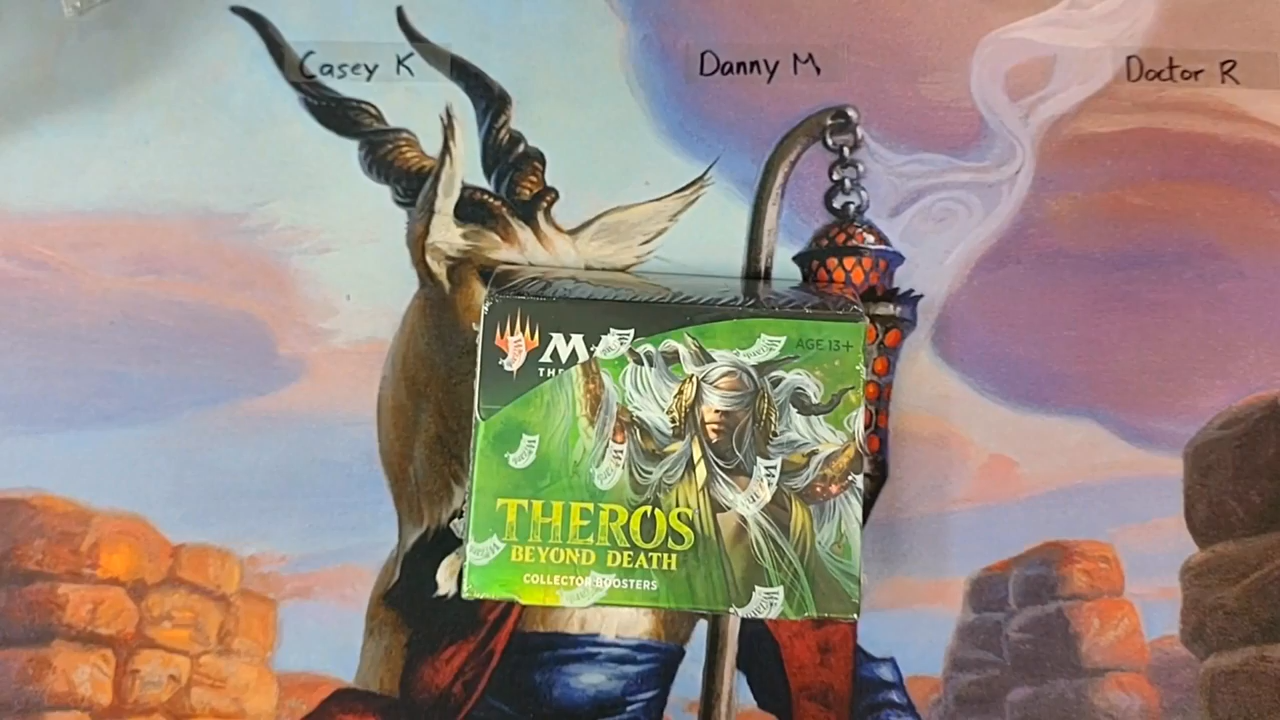 Casey K
Danny M
Doctor R
AGE 13+
THEROS
BEYOND DEATH
COLLECTOR BOOSTERS